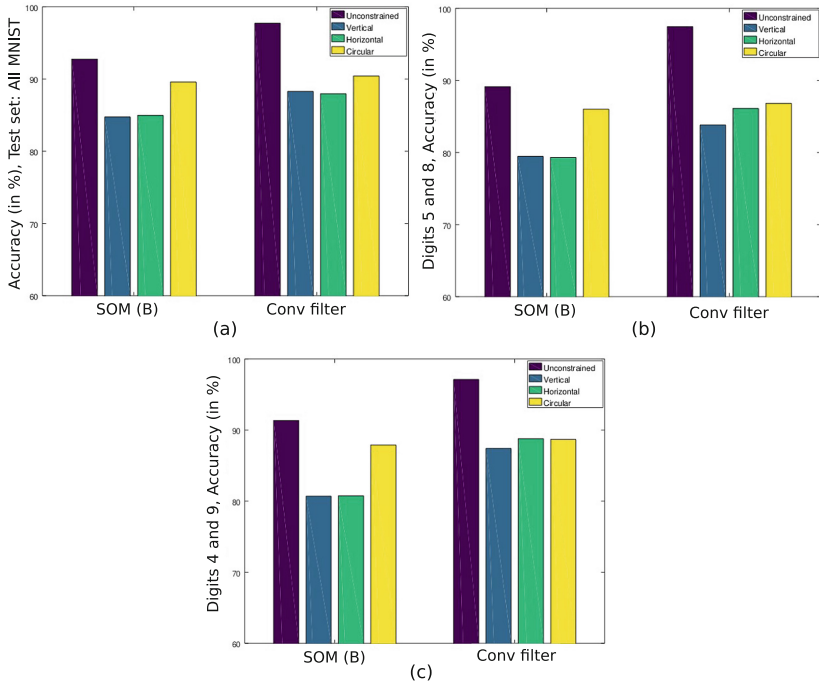 Accuracy (in %), Test set: All MNIST
100
90
80
70
60
Unconstrained
Vertical
Horizontal
Circular
SOM (B)
Conv filter
(a)
Digits 5 and 8, Accuracy (in %)
100
90
80
70
60
Unconstrained
Vertical
Horizontal
Circular
SOM (B)
Conv filter
(b)
Digits 4 and 9, Accuracy (in %)
100
90
80
70
60
Unconstrained
Vertical
Horizontal
Circular
SOM (B)
Conv filter
(c)